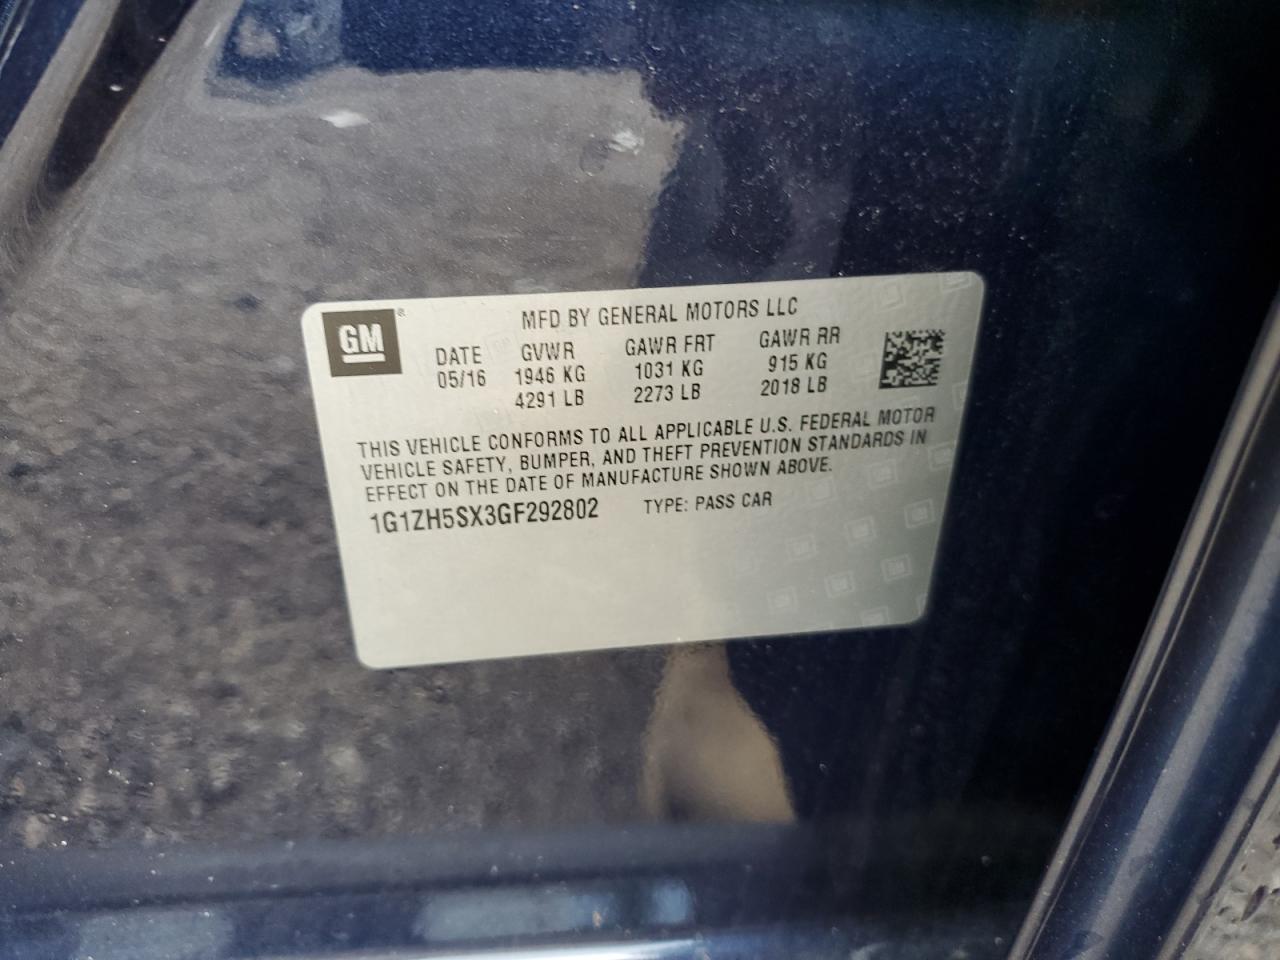 GM®
MFD BY GENERAL MOTORS LLC
DATE GVWR GAWR FRT GAWR RR
05/16 1946 KG 1031 KG 915 KG
4291 LB 2273 LB 2018 LB
THIS VEHICLE CONFORMS TO ALL APPLICABLE U.S. FEDERAL MOTOR
VEHICLE SAFETY, BUMPER, AND THEFT PREVENTION STANDARDS IN
EFFECT ON THE DATE OF MANUFACTURE SHOWN ABOVE.
1G1ZH5SX3GF292802 TYPE: PASS CAR